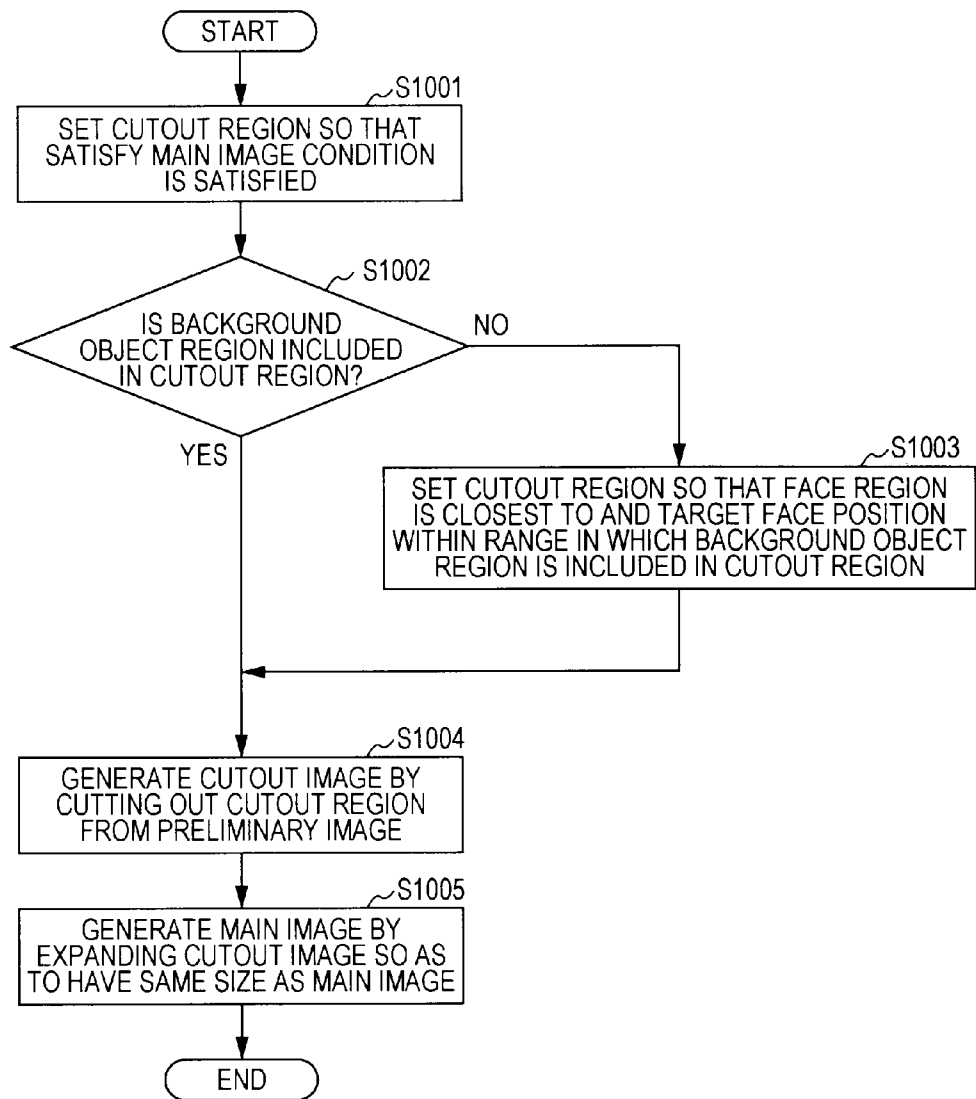 START
S1001
SET CUTOUT REGION SO THAT
SATISFY MAIN IMAGE CONDITION
IS SATISFIED
S1002
IS BACKGROUND
OBJECT REGION INCLUDED
IN CUTOUT REGION?
NO
YES
S1003
SET CUTOUT REGION SO THAT FACE REGION
IS CLOSEST TO AND TARGET FACE POSITION
WITHIN RANGE IN WHICH BACKGROUND OBJECT
REGION IS INCLUDED IN CUTOUT REGION
S1004
GENERATE CUTOUT IMAGE BY
CUTTING OUT CUTOUT REGION
FROM PRELIMINARY IMAGE
S1005
GENERATE MAIN IMAGE BY
EXPANDING CUTOUT IMAGE SO AS
TO HAVE SAME SIZE AS MAIN IMAGE
END